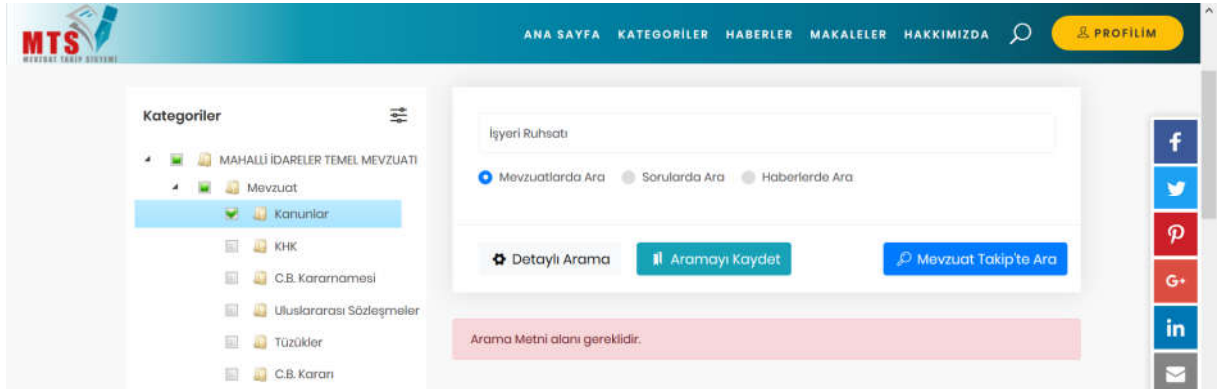 MTS
MEVZUAT TAKİP SİSTEMİ
ANA SAYFA KATEGORİLER HABERLER MAKALELER HAKKIMIZDA PROFİLİM
Kategoriler
MAHALLİ İDARELER TEMEL MEVZUATI
Mevzuat
Kanunlar
KHK
C.B. Kararnamesi
Uluslararası Sözleşmeler
Tüzükler
C.B. Kararı
İşyeri Ruhsatı
Mevzuatlarda Ara Sorularda Ara Haberlerde Ara
Detaylı Arama Aramayı Kaydet Mevzuat Takip'te Ara
Arama Metni alanı gereklidir.
f
G+
in